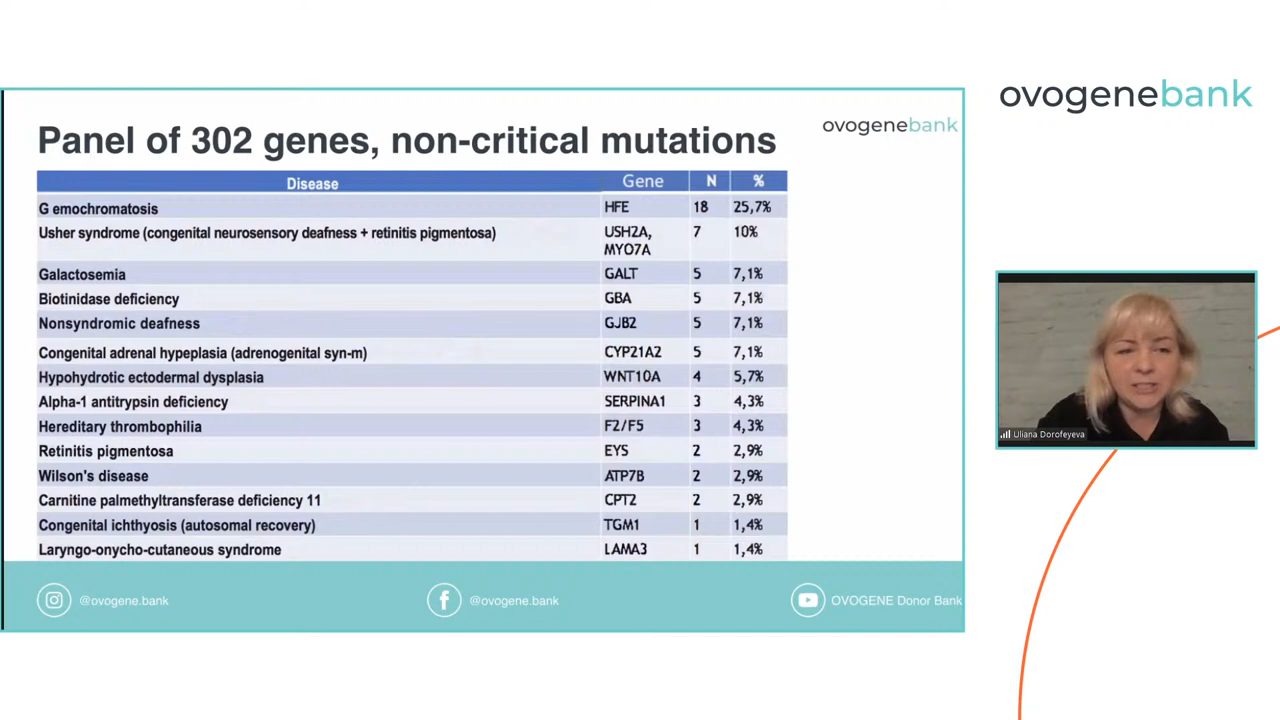 ovogenebank
ovogenebank
Panel of 302 genes, non-critical mutations
Disease Gene N %
G emochromatosis HFE 18 25,7%
Usher syndrome (congenital neurosensory deafness + retinitis pigmentosa) USH2A, 7 10%
MYO7A
Galactosemia GALT 5 7,1%
Biotinidase deficiency GBA 5 7,1%
Nonsyndromic deafness GJB2 5 7,1%
Congenital adrenal hypeplasia (adrenogenital syn-m) CYP21A2 5 7,1%
Hypohydrotic ectodermal dysplasia WNT10A 4 5,7%
Alpha-1 antitrypsin deficiency SERPINA1 3 4,3%
Hereditary thrombophilia F2/F5 3 4,3%
Retinitis pigmentosa EYS 2 2,9%
Wilson's disease ATP7B 2 2,9%
Carnitine palmethyltransferase deficiency 11 CPT2 2 2,9%
Congenital ichthyosis (autosomal recovery) TGM1 1 1,4%
Laryngo-onycho-cutaneous syndrome LAMA3 1 1,4%
@ovogene.bank @ovogene.bank OVOGENE Donor Bank
Uliana Dorofeyeva